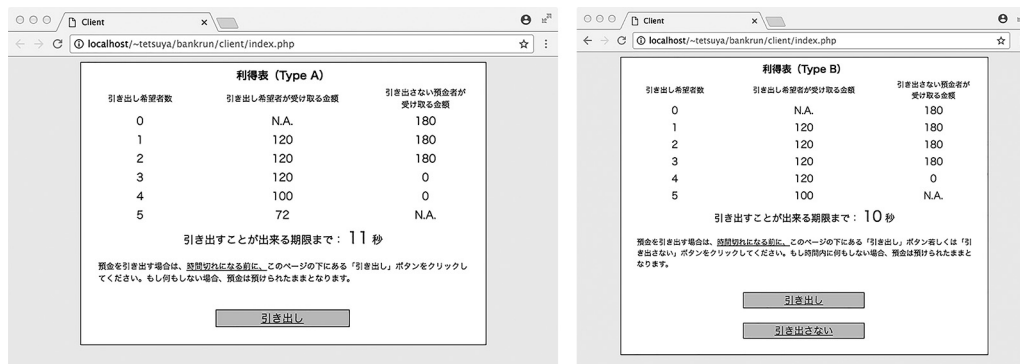 Client
localhost/~tetsuya/bankrun/client/index.php
利得表（Type A）
引き出し希望者数 引き出し希望者が受け取る金額 引き出さない預金者が
受け取る金額
0 N.A. 180
1 120 180
2 120 180
3 120 0
4 100 0
5 72 N.A.
引き出すことが出来る期限まで： 11 秒
預金を引き出す場合は、時間切れになる前に、このページの下にある「引き出し」ボタンをクリックし
てください。もし何もしない場合、預金は預けられたままとなります。
引き出し
Client
localhost/~tetsuya/bankrun/client/index.php
利得表（Type B）
引き出し希望者数 引き出し希望者が受け取る金額 引き出さない預金者が
受け取る金額
0 N.A. 180
1 120 180
2 120 180
3 120 180
4 120 0
5 100 N.A.
引き出すことが出来る期限まで： 10 秒
預金を引き出す場合は、時間切れになる前に、このページの下にある「引き出し」ボタン若しくは「引
き出さない」ボタンをクリックしてください。もし時間内に何もしない場合、預金は預けられたままと
なります。
引き出し
引き出さない